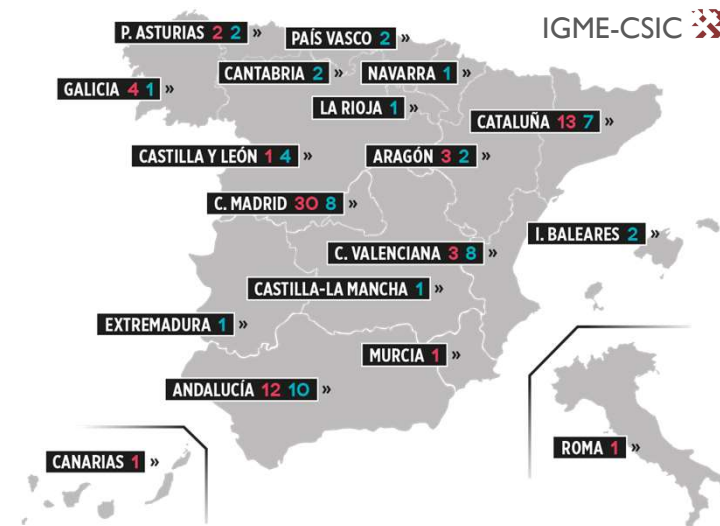 IGME-CSIC
P. ASTURIAS 2 2 »
PAÍS VASCO 2 »
CANTABRIA 2 »
NAVARRA 1 »
GALICIA 4 1 »
LA RIOJA 1 »
CATALUÑA 13 7 »
CASTILLA Y LEÓN 1 4 »
ARAGÓN 3 2 »
C. MADRID 30 8 »
I. BALEARES 2 »
C. VALENCIANA 3 8 »
CASTILLA-LA MANCHA 1 »
EXTREMADURA 1 »
MURCIA 1 »
ANDALUCÍA 12 10 »
ROMA 1 »
CANARIAS 1 »